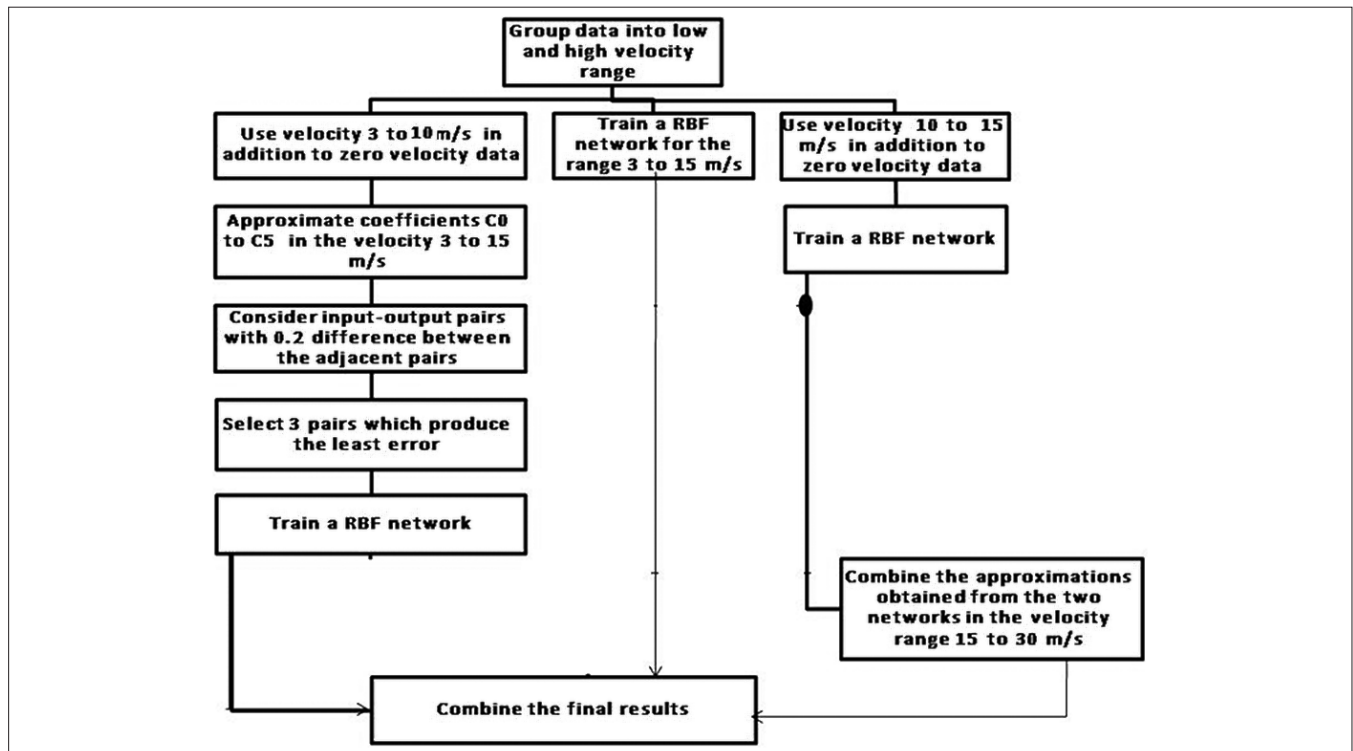 Group data into low
and high velocity
range
Use velocity 3 to 10 m/s in
addition to zero velocity data
Approximate coefficients C0
to C5 in the velocity 3 to 15
m/s
Consider input-output pairs
with 0.2 difference between
the adjacent pairs
Select 3 pairs which produce
the least error
Train a RBF network
Train a RBF
network for the
range 3 to 15 m/s
Use velocity 10 to 15
m/s in addition to
zero velocity data
Train a RBF network
Combine the approximations
obtained from the two
networks in the velocity
range 15 to 30 m/s
Combine the final results